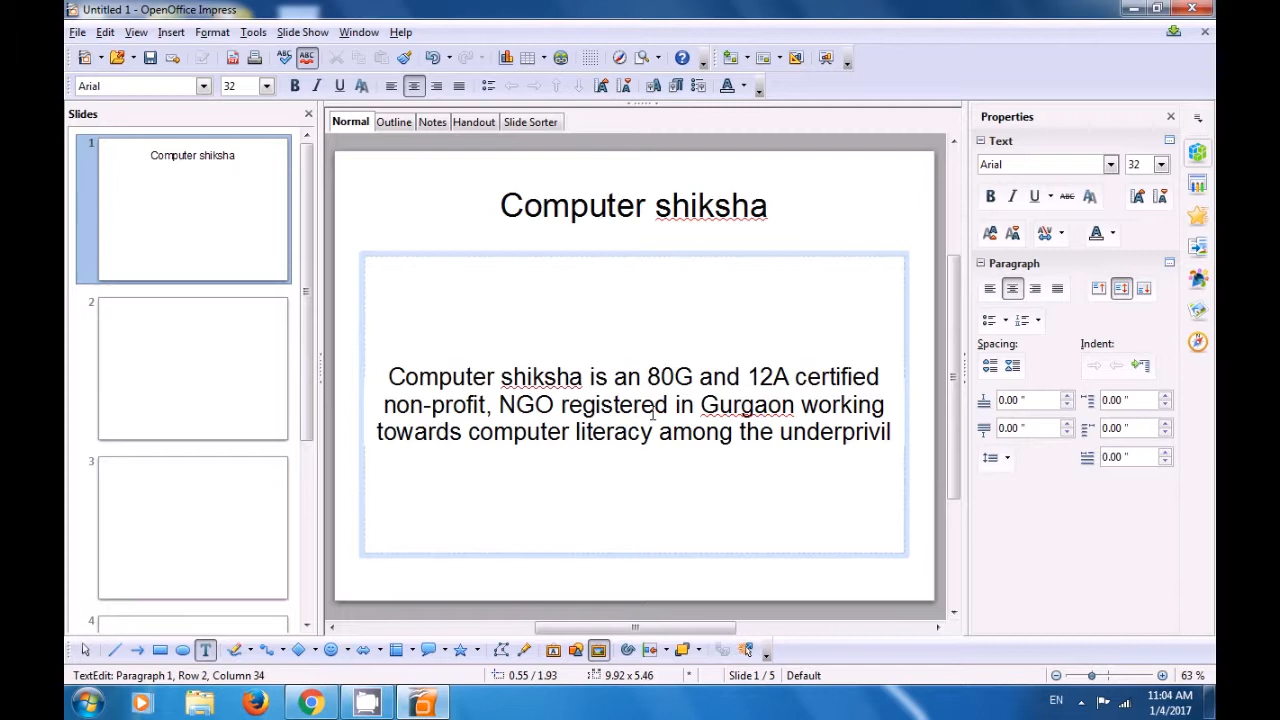 Untitled 1 - OpenOffice Impress
File Edit View Insert Format Tools Slide Show Window Help
Arial 32
Slides
Normal Outline Notes Handout Slide Sorter
Properties
Text
Arial 32
1
Computer shiksha
2
3
4
Computer shiksha
Computer shiksha is an 80G and 12A certified
non-profit, NGO registered in Gurgaon working
towards computer literacy among the underprivil
Paragraph
Spacing: Indent:
0.00 " 0.00 "
0.00 " 0.00 "
0.00 "
TextEdit: Paragraph 1, Row 2, Column 34
0.55 / 1.93
9.92 x 5.46
*
Slide 1 / 5
Default
63 %
EN
11:04 AM
1/4/2017